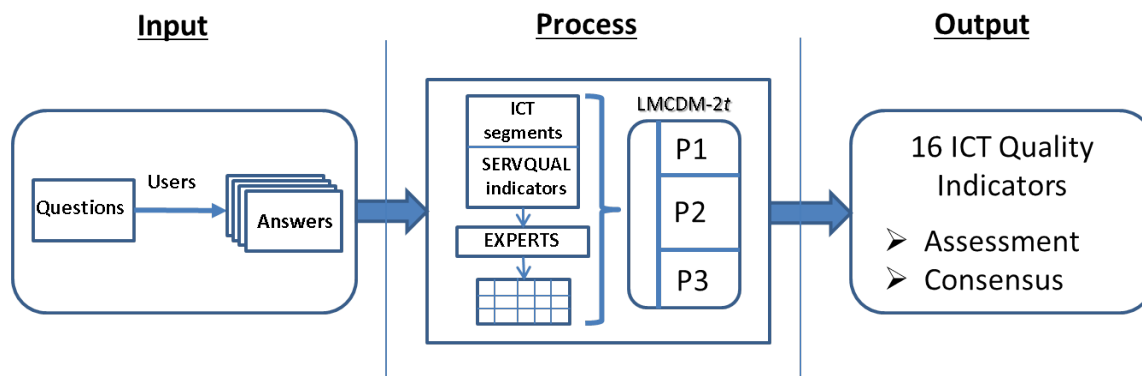 Input
Process
Output
Questions
Users
Answers
ICT
segments
SERVQUAL
indicators
EXPERTS
LMCDM-2t
P1
P2
P3
16 ICT Quality
Indicators
➢ Assessment
➢ Consensus